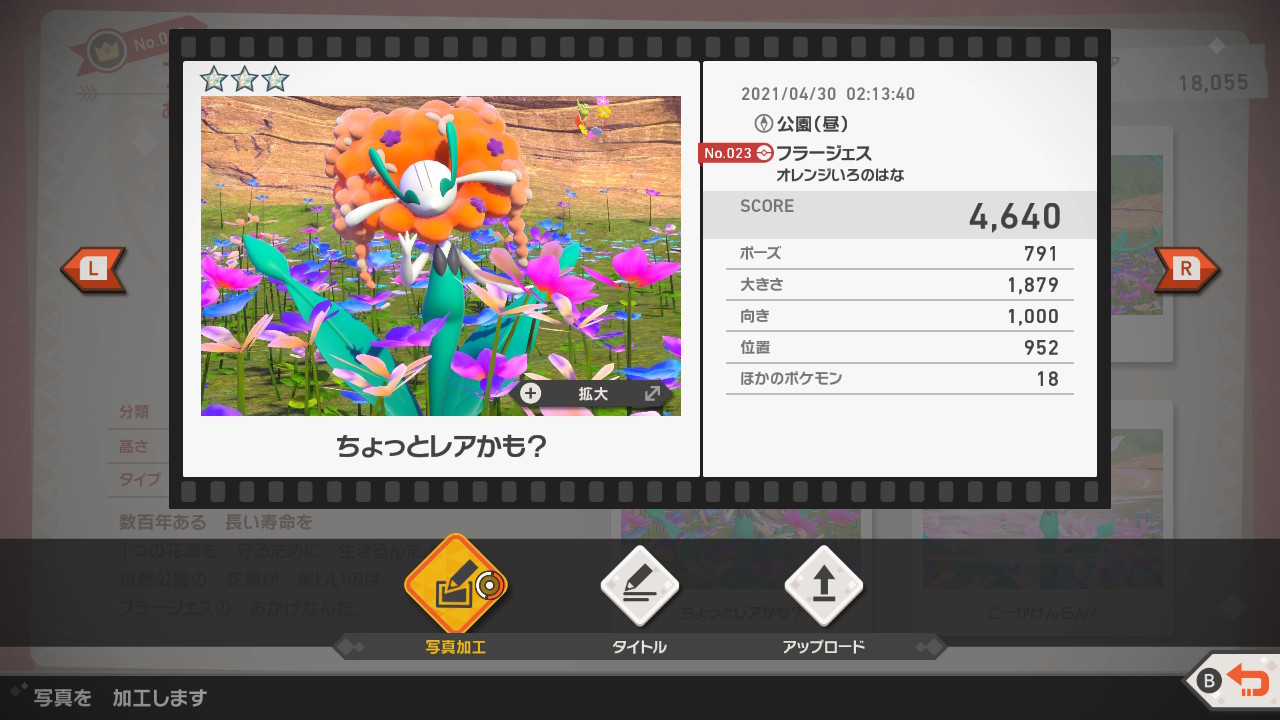 No.0
18,055
2021/04/30 02:13:40
公園(昼)
No.023 フラージェス
オレンジいろのはな
SCORE 4,640
ポーズ 791
大きさ 1,879
向き 1,000
位置 952
ほかのポケモン 18
L
R
+ 拡大
ちょっとレアかも?
分類
高さ
タイプ
数百年ある 長い寿命を
1つの花園を 守るために 生きるんだ
自然公園の 花畑が 美しいのは
フラージェスの おかげなんだ。
ちょっとレアかも?
ごーかけんらん!
写真加工
タイトル
アップロード
写真を 加工します
B